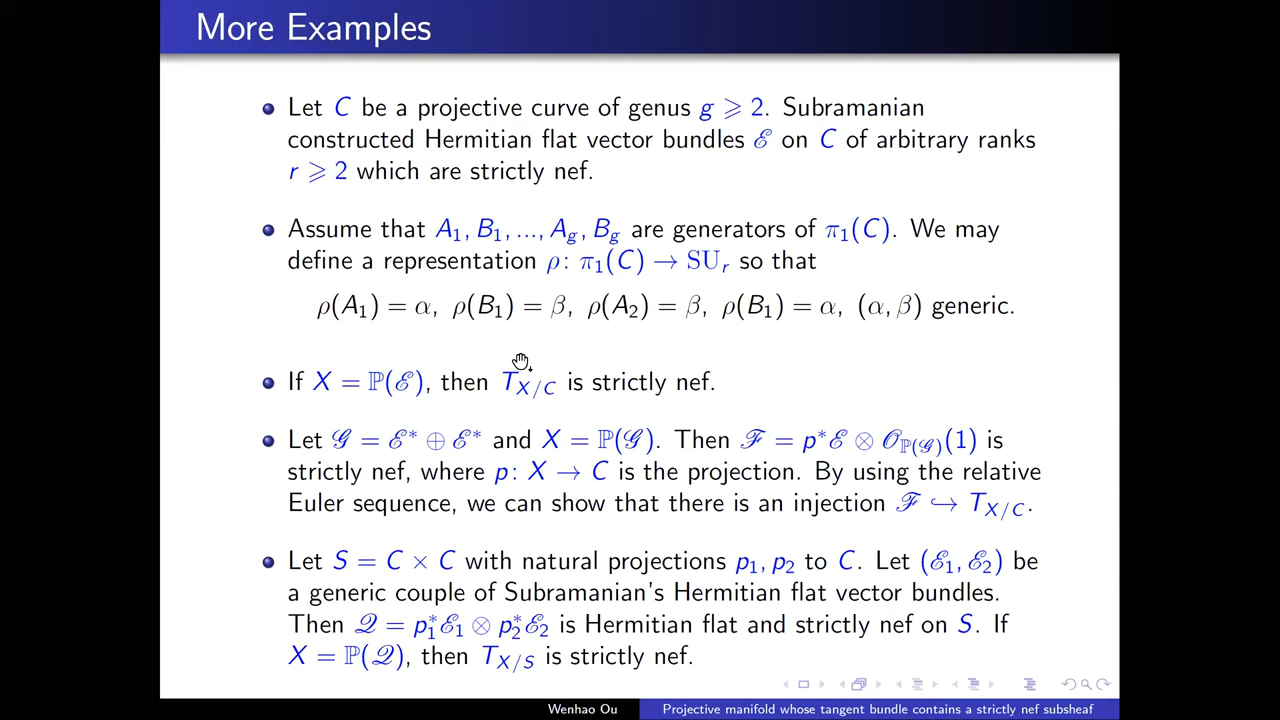 More Examples
Let C be a projective curve of genus g ⩾ 2. Subramanian
constructed Hermitian flat vector bundles ℰ on C of arbitrary ranks
r ⩾ 2 which are strictly nef.
Assume that A₁, B₁, ..., A_g, B_g are generators of π₁(C). We may
define a representation ρ: π₁(C) → SU_r so that
ρ(A₁) = α, ρ(B₁) = β, ρ(A₂) = β, ρ(B₁) = α, (α, β) generic.
If X = ℙ(ℰ), then T_{X/C} is strictly nef.
Let 𝒢 = ℰ* ⊕ ℰ* and X = ℙ(𝒢). Then ℱ = p*ℰ ⊗ 𝒪_{ℙ(𝒢)}(1) is
strictly nef, where p: X → C is the projection. By using the relative
Euler sequence, we can show that there is an injection ℱ ↪ T_{X/C}.
Let S = C × C with natural projections p₁, p₂ to C. Let (ℰ₁, ℰ₂) be
a generic couple of Subramanian's Hermitian flat vector bundles.
Then 𝒬 = p₁*ℰ₁ ⊗ p₂*ℰ₂ is Hermitian flat and strictly nef on S. If
X = ℙ(𝒬), then T_{X/S} is strictly nef.
Wenhao Ou Projective manifold whose tangent bundle contains a strictly nef subsheaf